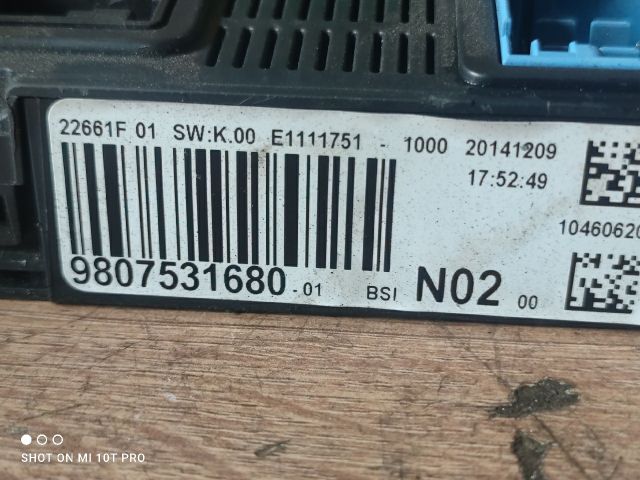 22661F 01 SW:K.00 E1111751 - 1000 20141209
17:52:49
10460620
9807531680 - 01 BSI N02 00
SHOT ON MI 10T PRO